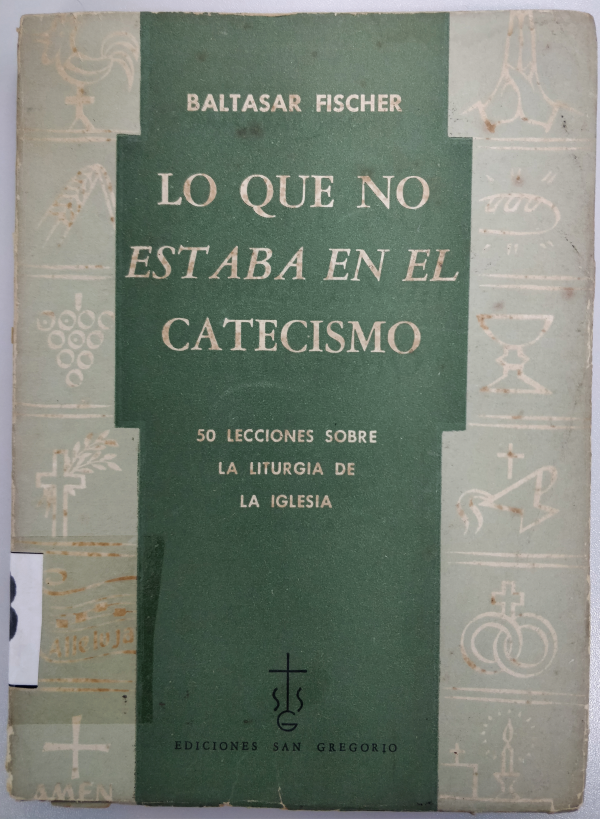 BALTASAR FISCHER
LO QUE NO
ESTABA EN EL
CATECISMO
50 LECCIONES SOBRE
LA LITURGIA DE
LA IGLESIA
S S
G
EDICIONES SAN GREGORIO
AMEN